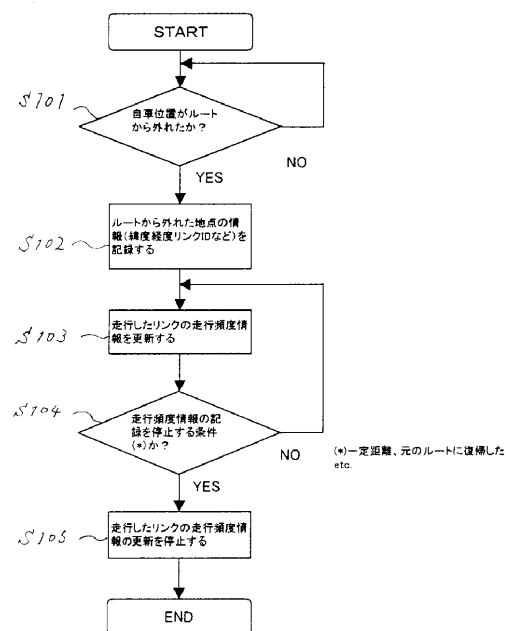 START
S101
自車位置がルート
から外れたか？
NO
YES
S102
ルートから外れた地点の情
報(緯度経度リンクIDなど)を
記録する
S103
走行したリンクの走行頻度情
報を更新する
S104
走行頻度情報の記
録を停止する条件
(*)か？
NO
(*)一定距離、元のルートに復帰した
etc.
YES
S105
走行したリンクの走行頻度情
報の更新を停止する
END